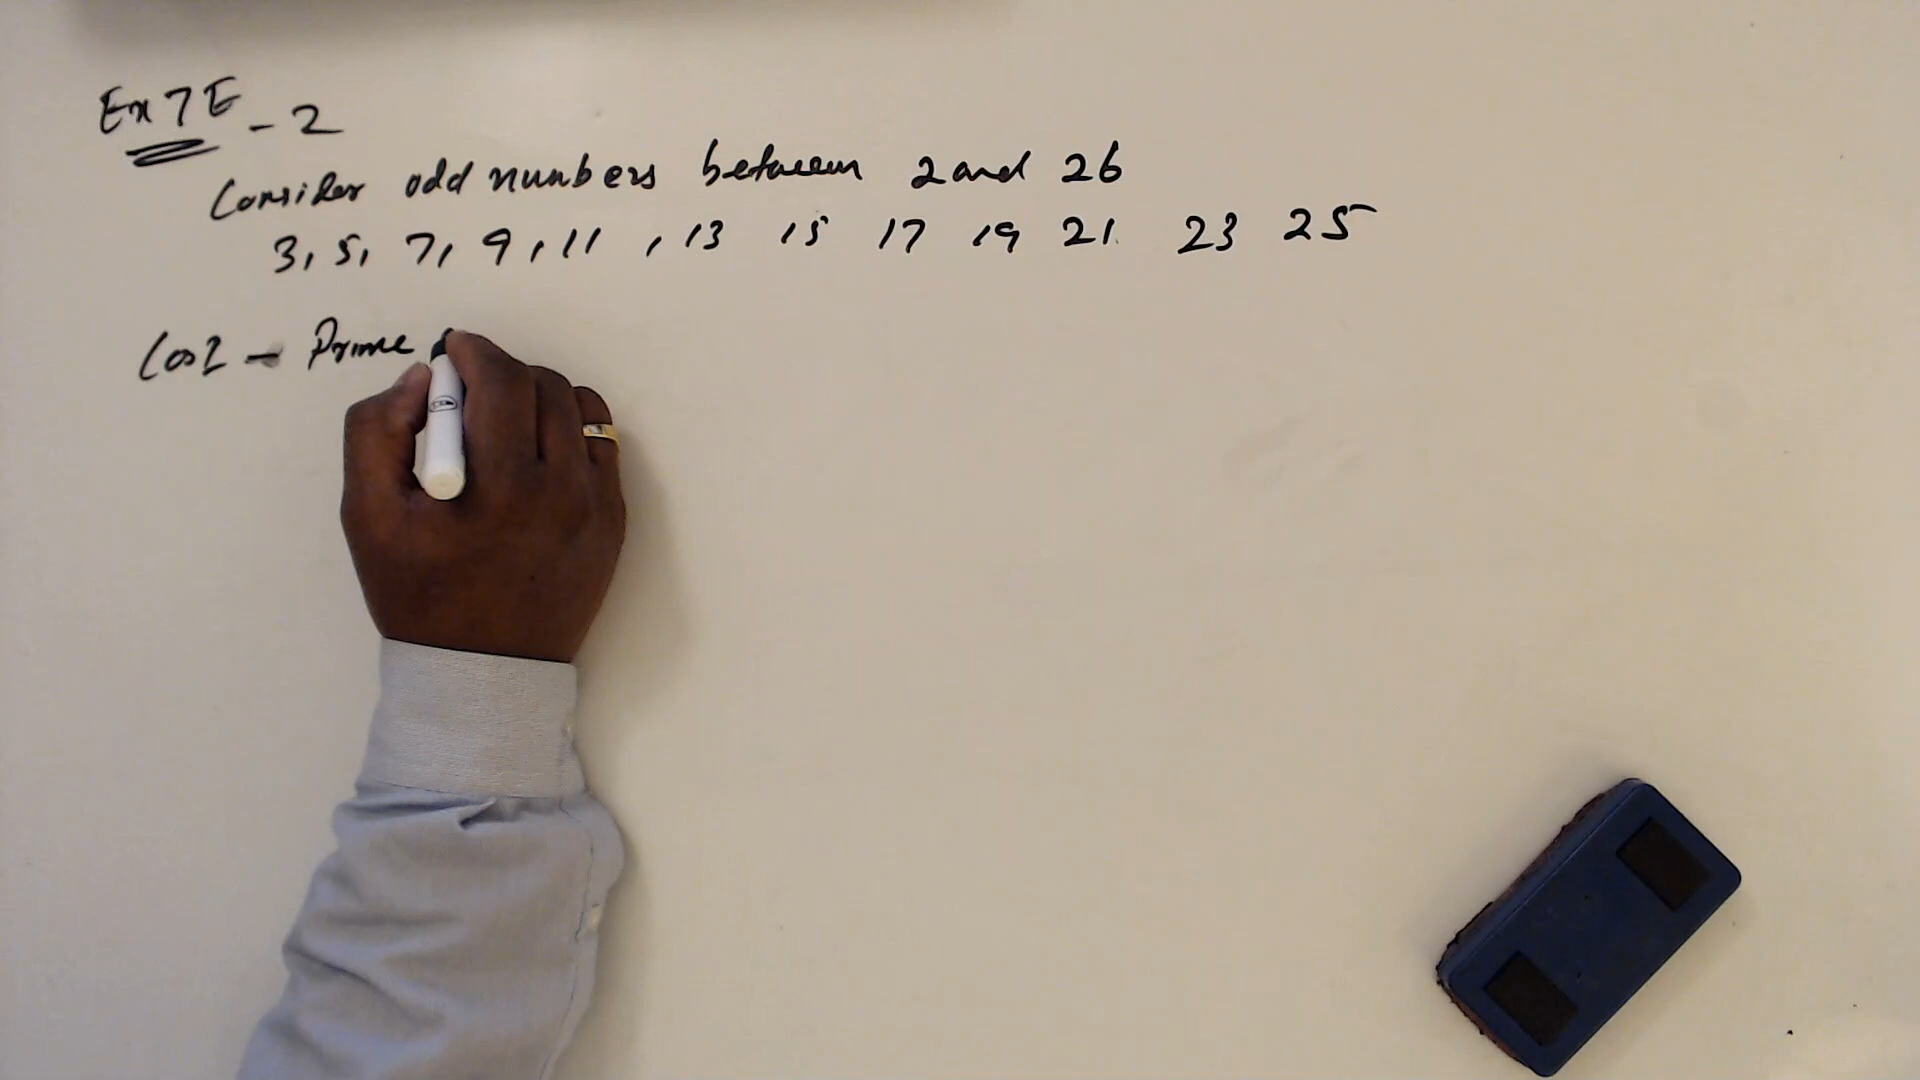 Ex 7E - 2
Consider odd numbers between 2 and 26
3, 5, 7, 9, 11, 13 15 17 19 21 23 25
Cos1 - Prime